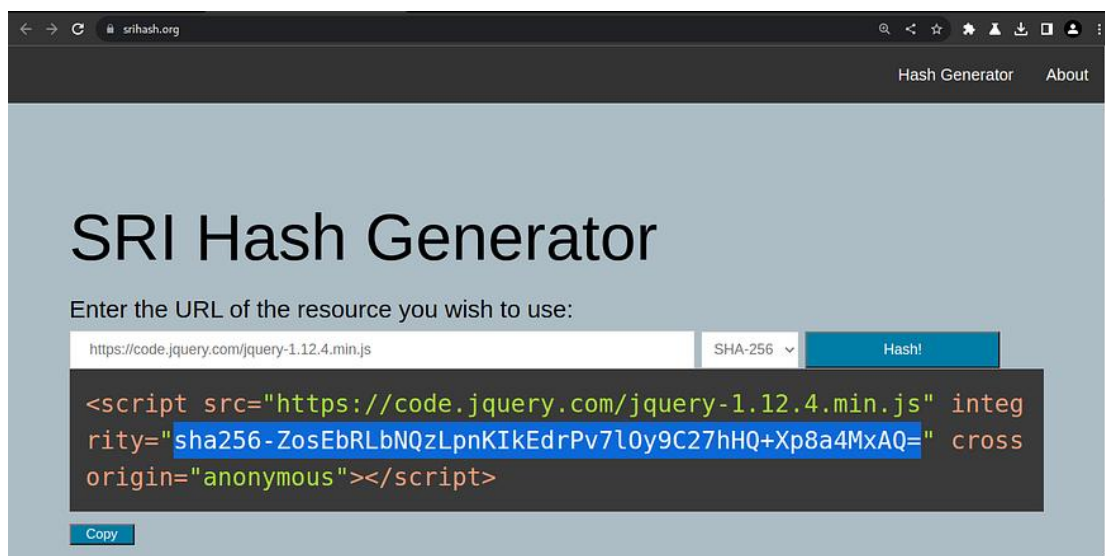 srihash.org
Hash Generator About
SRI Hash Generator
Enter the URL of the resource you wish to use:
https://code.jquery.com/jquery-1.12.4.min.js SHA-256 Hash!
<script src="https://code.jquery.com/jquery-1.12.4.min.js" integ
rity="sha256-ZosEbRLbNQzLpnKIkEdrPv7lOy9C27hHQ+Xp8a4MxAQ=" cross
origin="anonymous"></script>
Copy